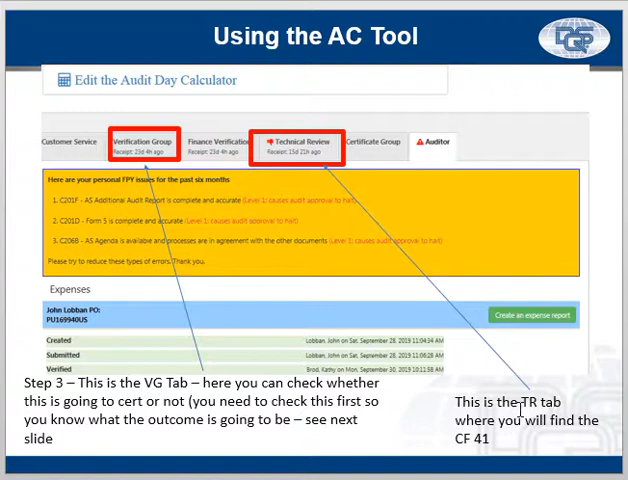 Using the AC Tool
DQS
Edit the Audit Day Calculator
Customer Service
Verification Group
Receipt: 23d 4h ago
Finance Verification
Receipt: 23d 4h ago
Technical Review
Receipt: 15d 21h ago
Certificate Group
Auditor
Here are your personal FPY issues for the past six months
1. C201F - AS Additional Audit Report is complete and accurate (Level 1: causes audit approval to halt)
2. C201D - Form 5 is complete and accurate (Level 1: causes audit approval to halt)
3. C206B - AS Agenda is available and processes are in agreement with the other documents (Level 1: causes audit approval to halt)
Please try to reduce these types of errors. Thank you.
Expenses
John Lobban PO:
PU169940US
Create an expense report
Created Lobban, John on Sat, September 28, 2019 11:04:34 AM
Submitted Lobban, John on Sat, September 28, 2019 11:06:28 AM
Verified Brod, Kathy on Mon, September 30, 2019 10:11:58 AM
Step 3 – This is the VG Tab – here you can check whether
this is going to cert or not (you need to check this first so
you know what the outcome is going to be – see next
slide
This is the TR tab
where you will find the
CF 41